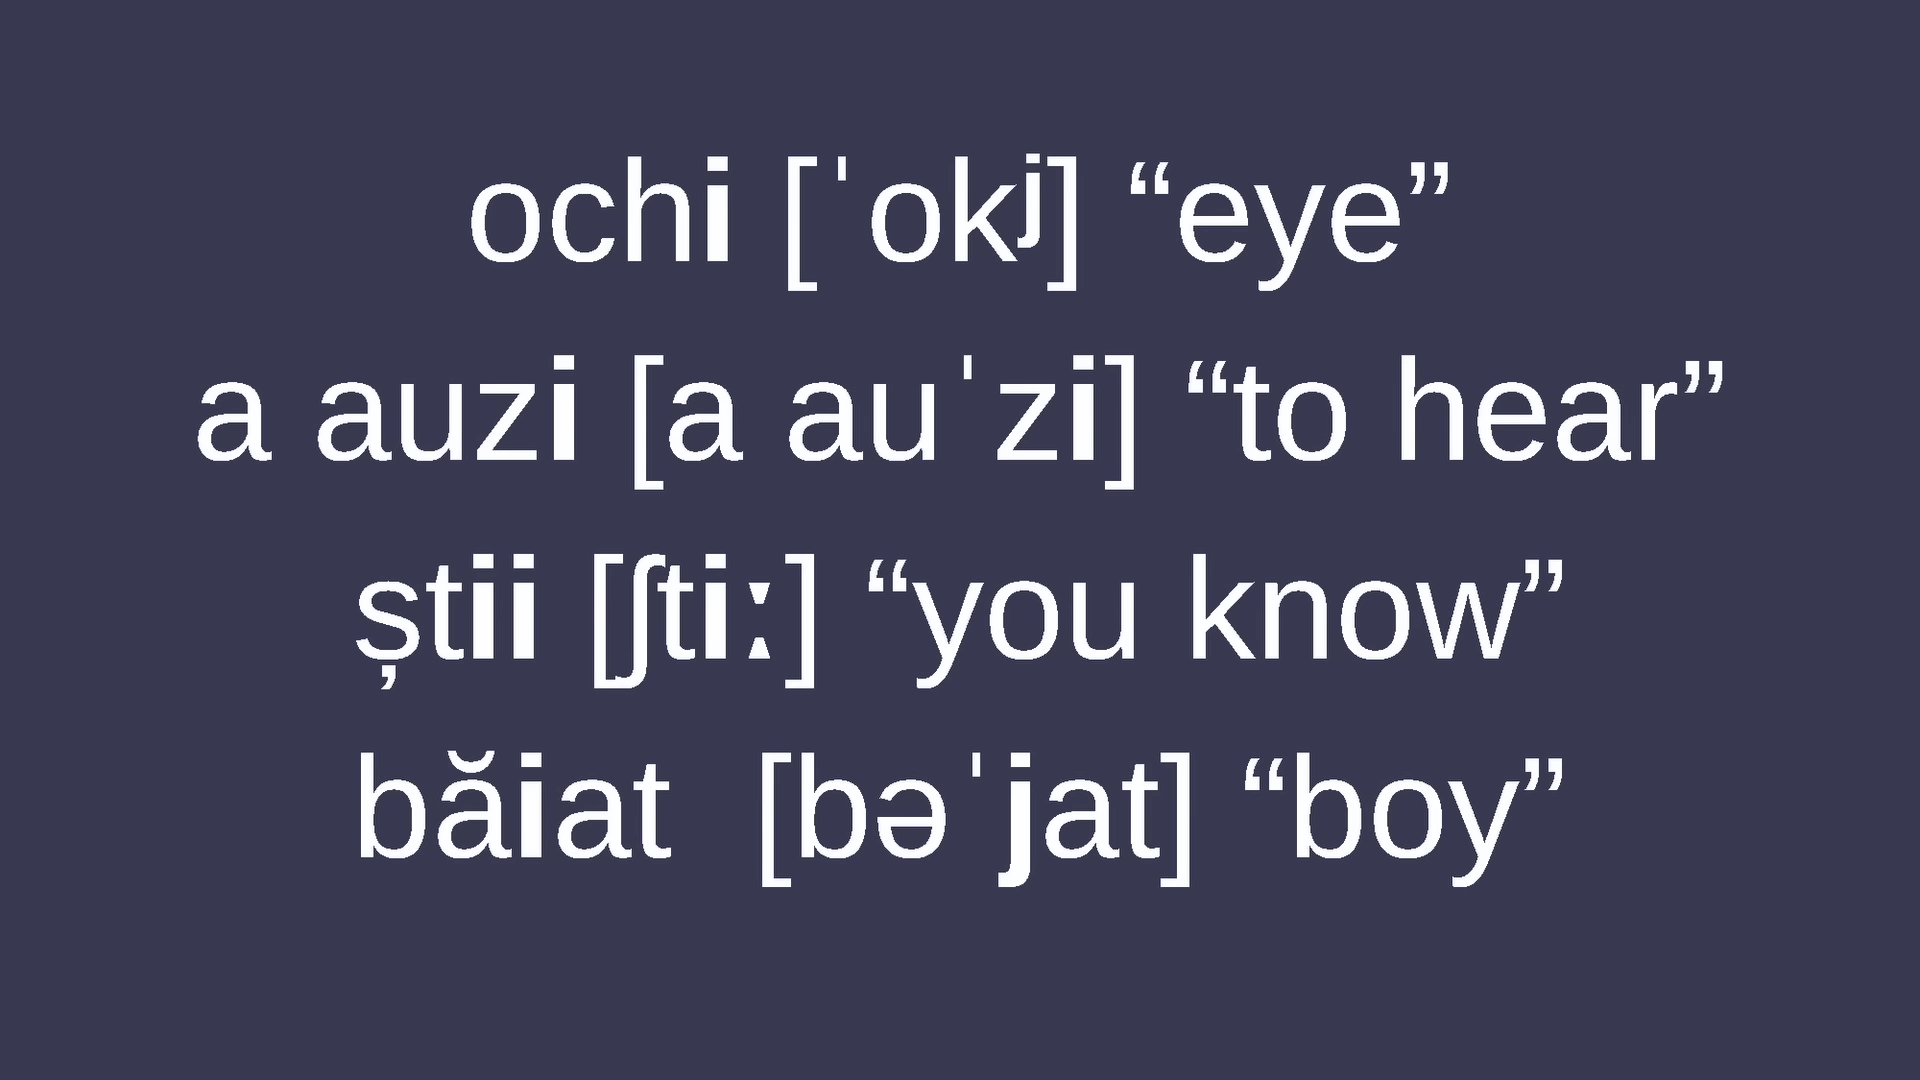 ochi [ˈokʲ] “eye”
a auzi [a auˈzi] “to hear”
știi [ʃtiː] “you know”
băiat [bəˈjat] “boy”